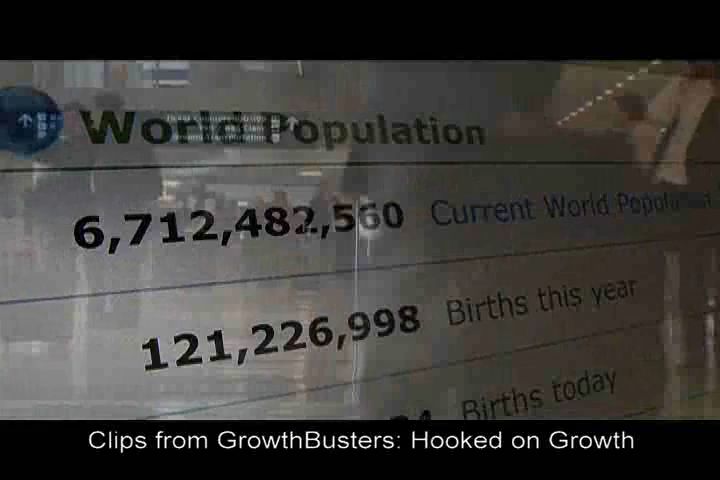 World Population
6,712,482,560 Current World Population
121,226,998 Births this year
Births today
Clips from GrowthBusters: Hooked on Growth